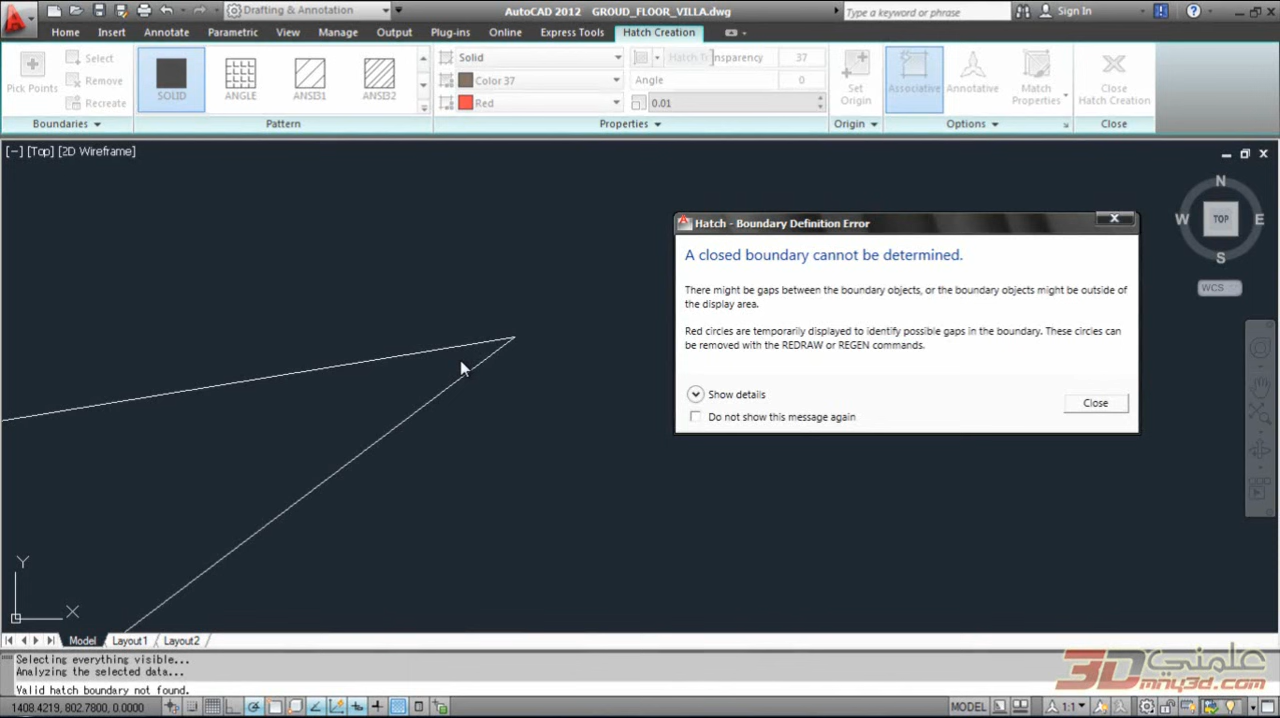 Drafting & Annotation
AutoCAD 2012 GROUD_FLOOR_VILLA.dwg
Type a keyword or phrase
Sign In
Home Insert Annotate Parametric View Manage Output Plug-ins Online Express Tools Hatch Creation
Pick Points
Select
Remove
Recreate
Boundaries
SOLID ANGLE ANSI31 ANSI32
Pattern
Solid
Color 37
Red
37
Angle 0
0.01
Properties
Set
Origin
Origin
Associative
Annotative
Match
Properties
Options
Close
Hatch Creation
Close
[−] [Top] [2D Wireframe]
N
W TOP E
S
WCS
Hatch - Boundary Definition Error
A closed boundary cannot be determined.
There might be gaps between the boundary objects, or the boundary objects might be outside of
the display area.
Red circles are temporarily displayed to identify possible gaps in the boundary. These circles can
be removed with the REDRAW or REGEN commands.
Show details
Do not show this message again
Close
Y
X
Model Layout1 Layout2
Selecting everything visible...
Analyzing the selected data...
Valid hatch boundary not found.
1408.4219, 802.7800, 0.0000
MODEL
1:1
3D علمني
mny3d.com